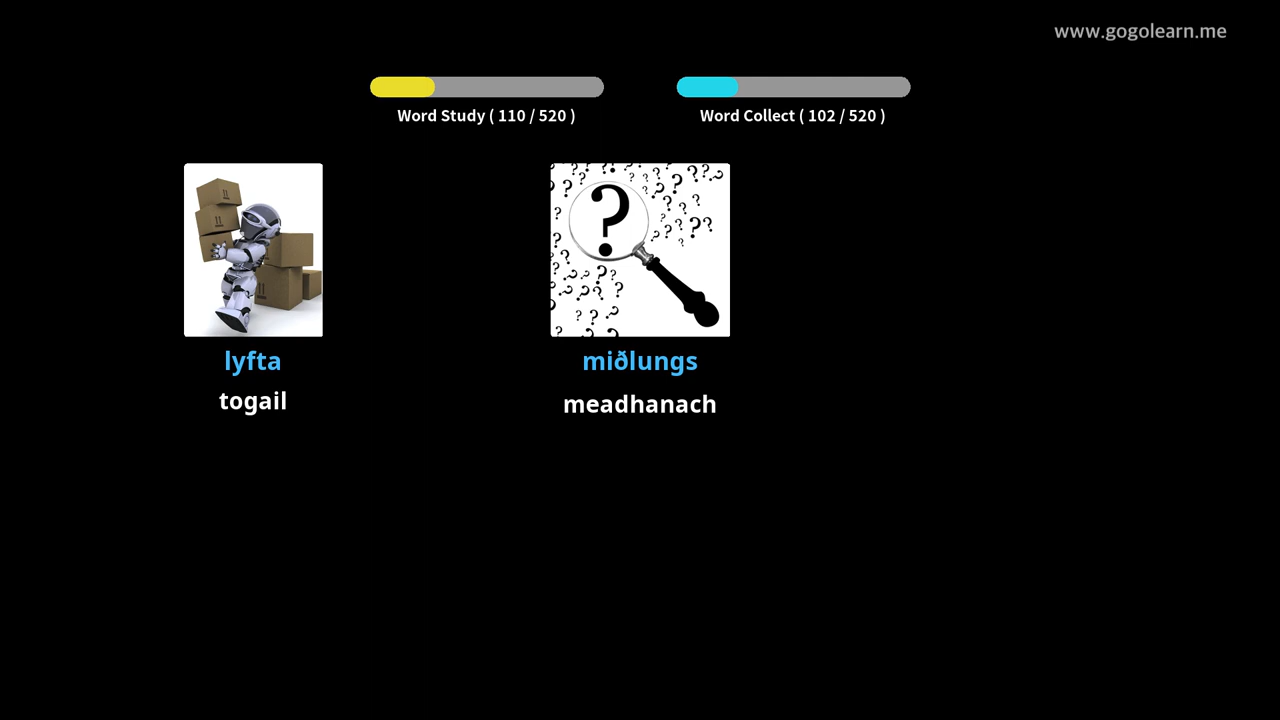 www.gogolearn.me
Word Study ( 110 / 520 )
Word Collect ( 102 / 520 )
lyfta
togail
miðlungs
meadhanach